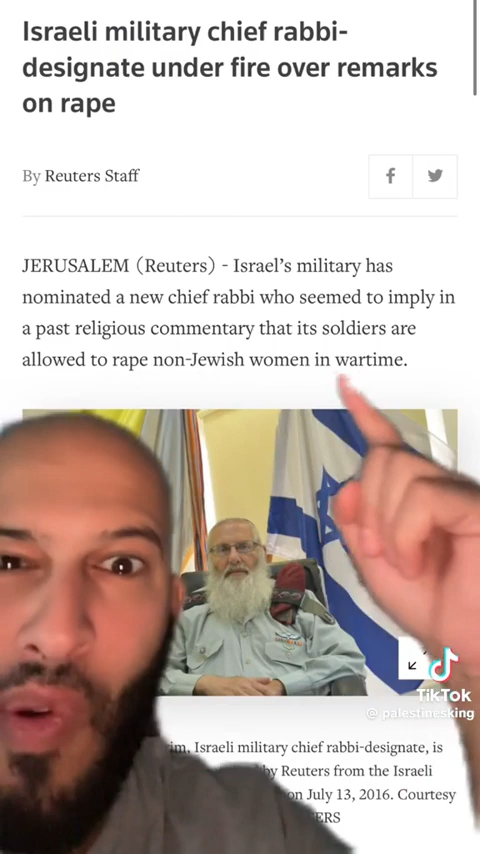 Israeli military chief rabbi-
designate under fire over remarks
on rape
By Reuters Staff
JERUSALEM (Reuters) - Israel's military has
nominated a new chief rabbi who seemed to imply in
a past religious commentary that its soldiers are
allowed to rape non-Jewish women in wartime.
TikTok
@ palestinesking
Israeli military chief rabbi-designate, is
by Reuters from the Israeli
on July 13, 2016. Courtesy